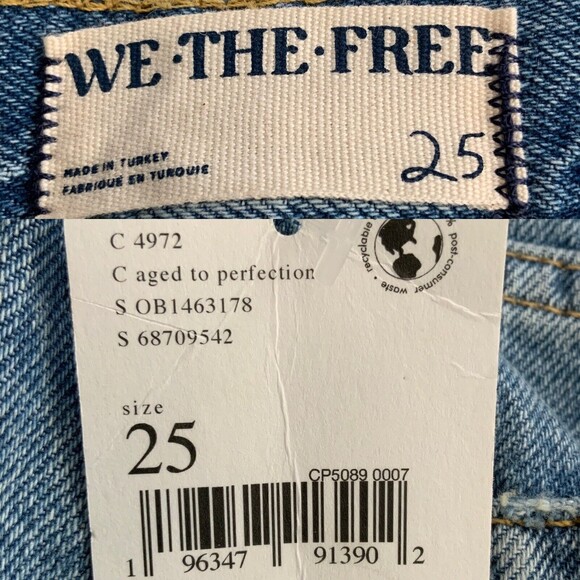 WE·THE·FREE
25
MADE IN TURKEY
FABRIQUÉ EN TURQUIE
C 4972
C aged to perfection
S OB1463178
S 68709542
recyclable
Post-consumer
waste
size
25
CP5089 0007
1 96347 91390 2